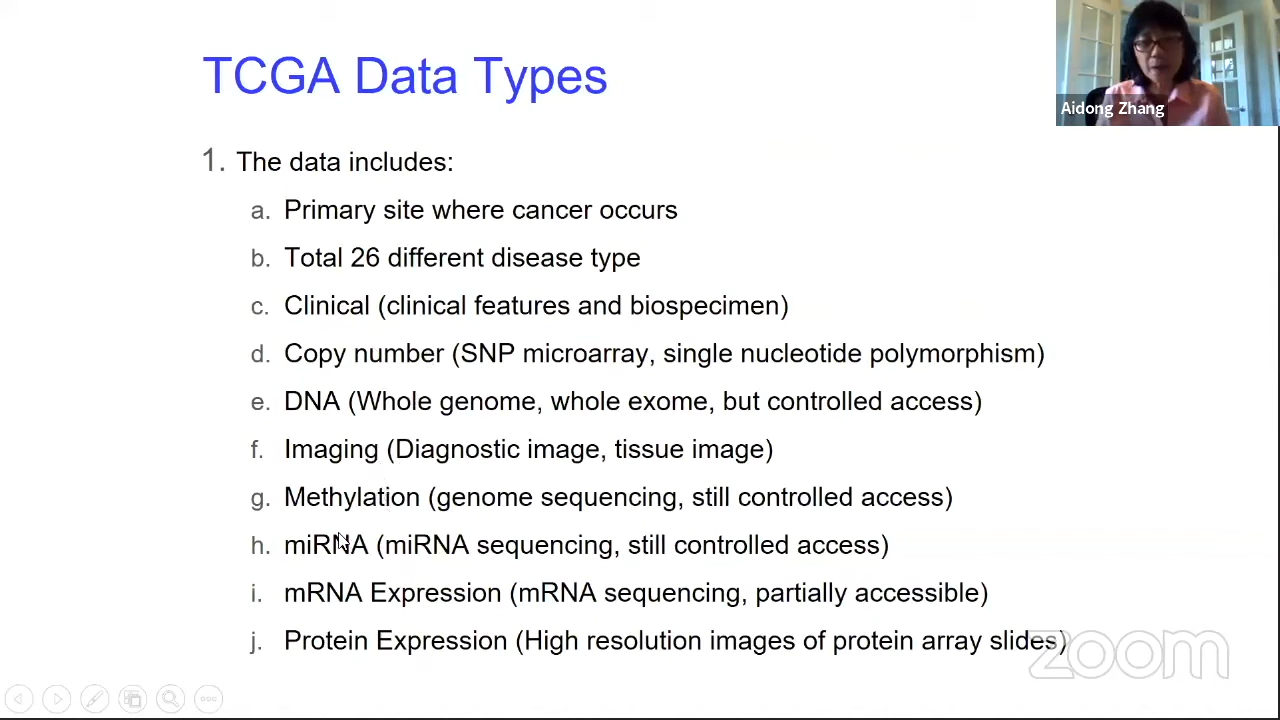 TCGA Data Types
Aidong Zhang
1. The data includes:
a. Primary site where cancer occurs
b. Total 26 different disease type
c. Clinical (clinical features and biospecimen)
d. Copy number (SNP microarray, single nucleotide polymorphism)
e. DNA (Whole genome, whole exome, but controlled access)
f. Imaging (Diagnostic image, tissue image)
g. Methylation (genome sequencing, still controlled access)
h. miRNA (miRNA sequencing, still controlled access)
i. mRNA Expression (mRNA sequencing, partially accessible)
j. Protein Expression (High resolution images of protein array slides)
zoom